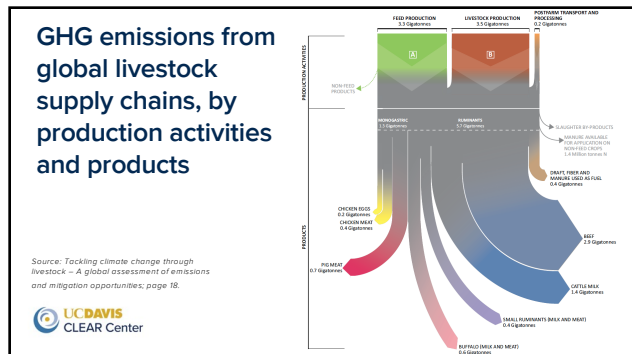 GHG emissions from
global livestock
supply chains, by
production activities
and products
Source: Tackling climate change through
livestock – A global assessment of emissions
and mitigation opportunities; page 18.
UCDAVIS
CLEAR Center
FEED PRODUCTION
3.3 Gigatonnes
LIVESTOCK PRODUCTION
3.5 Gigatonnes
POSTFARM TRANSPORT AND
PROCESSING
0.2 Gigatonnes
PRODUCTION ACTIVITIES
A
B
NON-FEED
PRODUCTS
MONOGASTRIC
1.3 Gigatonnes
RUMINANTS
5.7 Gigatonnes
SLAUGHTER BY-PRODUCTS
MANURE AVAILABLE
FOR APPLICATION ON
NON-FEED CROPS
1.4 Million tonnes N
DRAFT, FIBER AND
MANURE USED AS FUEL
0.4 Gigatonnes
PRODUCTS
CHICKEN EGGS
0.2 Gigatonnes
CHICKEN MEAT
0.4 Gigatonnes
BEEF
2.9 Gigatonnes
PIG MEAT
0.7 Gigatonnes
CATTLE MILK
1.4 Gigatonnes
SMALL RUMINANTS (MILK AND MEAT)
0.4 Gigatonnes
BUFFALO (MILK AND MEAT)
0.6 Gigatonnes